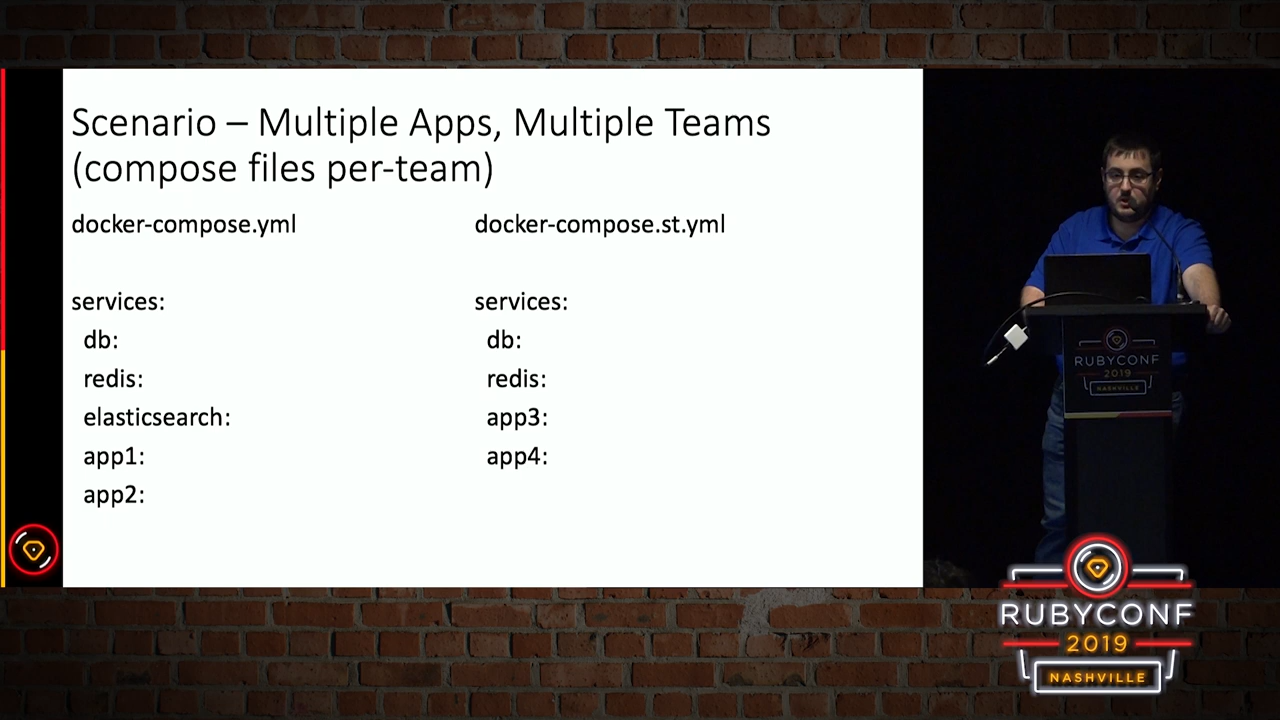 Scenario – Multiple Apps, Multiple Teams
(compose files per-team)
docker-compose.yml
services:
db:
redis:
elasticsearch:
app1:
app2:
docker-compose.st.yml
services:
db:
redis:
app3:
app4:
RUBYCONF
2019
NASHVILLE
RUBYCONF
2019
NASHVILLE